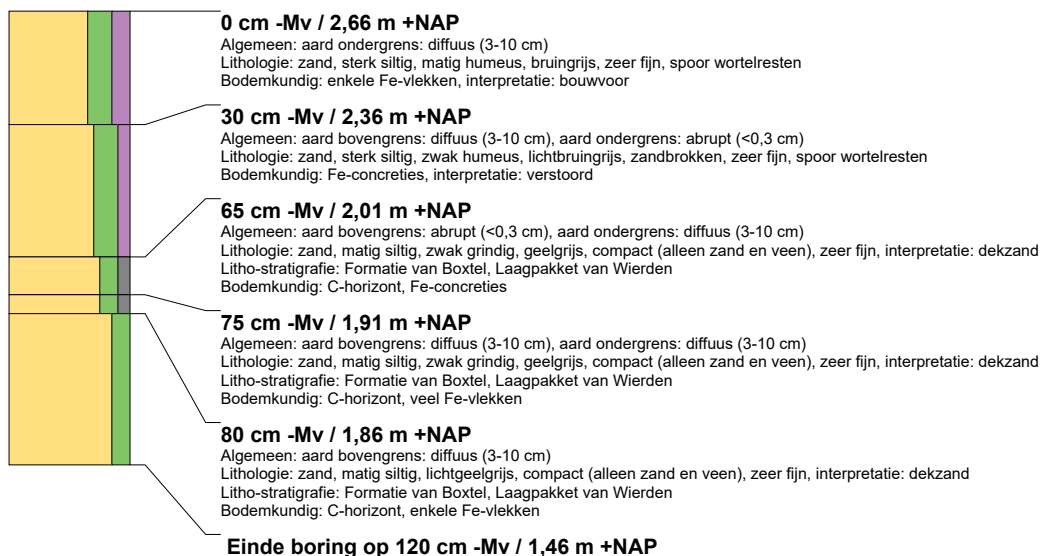 0 cm -Mv / 2,66 m +NAP
Algemeen: aard ondergrens: diffuus (3-10 cm)
Lithologie: zand, sterk siltig, matig humeus, bruingrijs, zeer fijn, spoor wortelresten
Bodemkundig: enkele Fe-vlekken, interpretatie: bouwvoor
30 cm -Mv / 2,36 m +NAP
Algemeen: aard bovengrens: diffuus (3-10 cm), aard ondergrens: abrupt (<0,3 cm)
Lithologie: zand, sterk siltig, zwak humeus, lichtbruingrijs, zandbrokken, zeer fijn, spoor wortelresten
Bodemkundig: Fe-concreties, interpretatie: verstoord
65 cm -Mv / 2,01 m +NAP
Algemeen: aard bovengrens: abrupt (<0,3 cm), aard ondergrens: diffuus (3-10 cm)
Lithologie: zand, matig siltig, zwak grindig, geelgrijs, compact (alleen zand en veen), zeer fijn, interpretatie: dekzand
Litho-stratigrafie: Formatie van Boxtel, Laagpakket van Wierden
Bodemkundig: C-horizont, Fe-concreties
75 cm -Mv / 1,91 m +NAP
Algemeen: aard bovengrens: diffuus (3-10 cm), aard ondergrens: diffuus (3-10 cm)
Lithologie: zand, matig siltig, zwak grindig, geelgrijs, compact (alleen zand en veen), zeer fijn, interpretatie: dekzand
Litho-stratigrafie: Formatie van Boxtel, Laagpakket van Wierden
Bodemkundig: C-horizont, veel Fe-vlekken
80 cm -Mv / 1,86 m +NAP
Algemeen: aard bovengrens: diffuus (3-10 cm)
Lithologie: zand, matig siltig, lichtgeelgrijs, compact (alleen zand en veen), zeer fijn, interpretatie: dekzand
Litho-stratigrafie: Formatie van Boxtel, Laagpakket van Wierden
Bodemkundig: C-horizont, enkele Fe-vlekken
Einde boring op 120 cm -Mv / 1,46 m +NAP